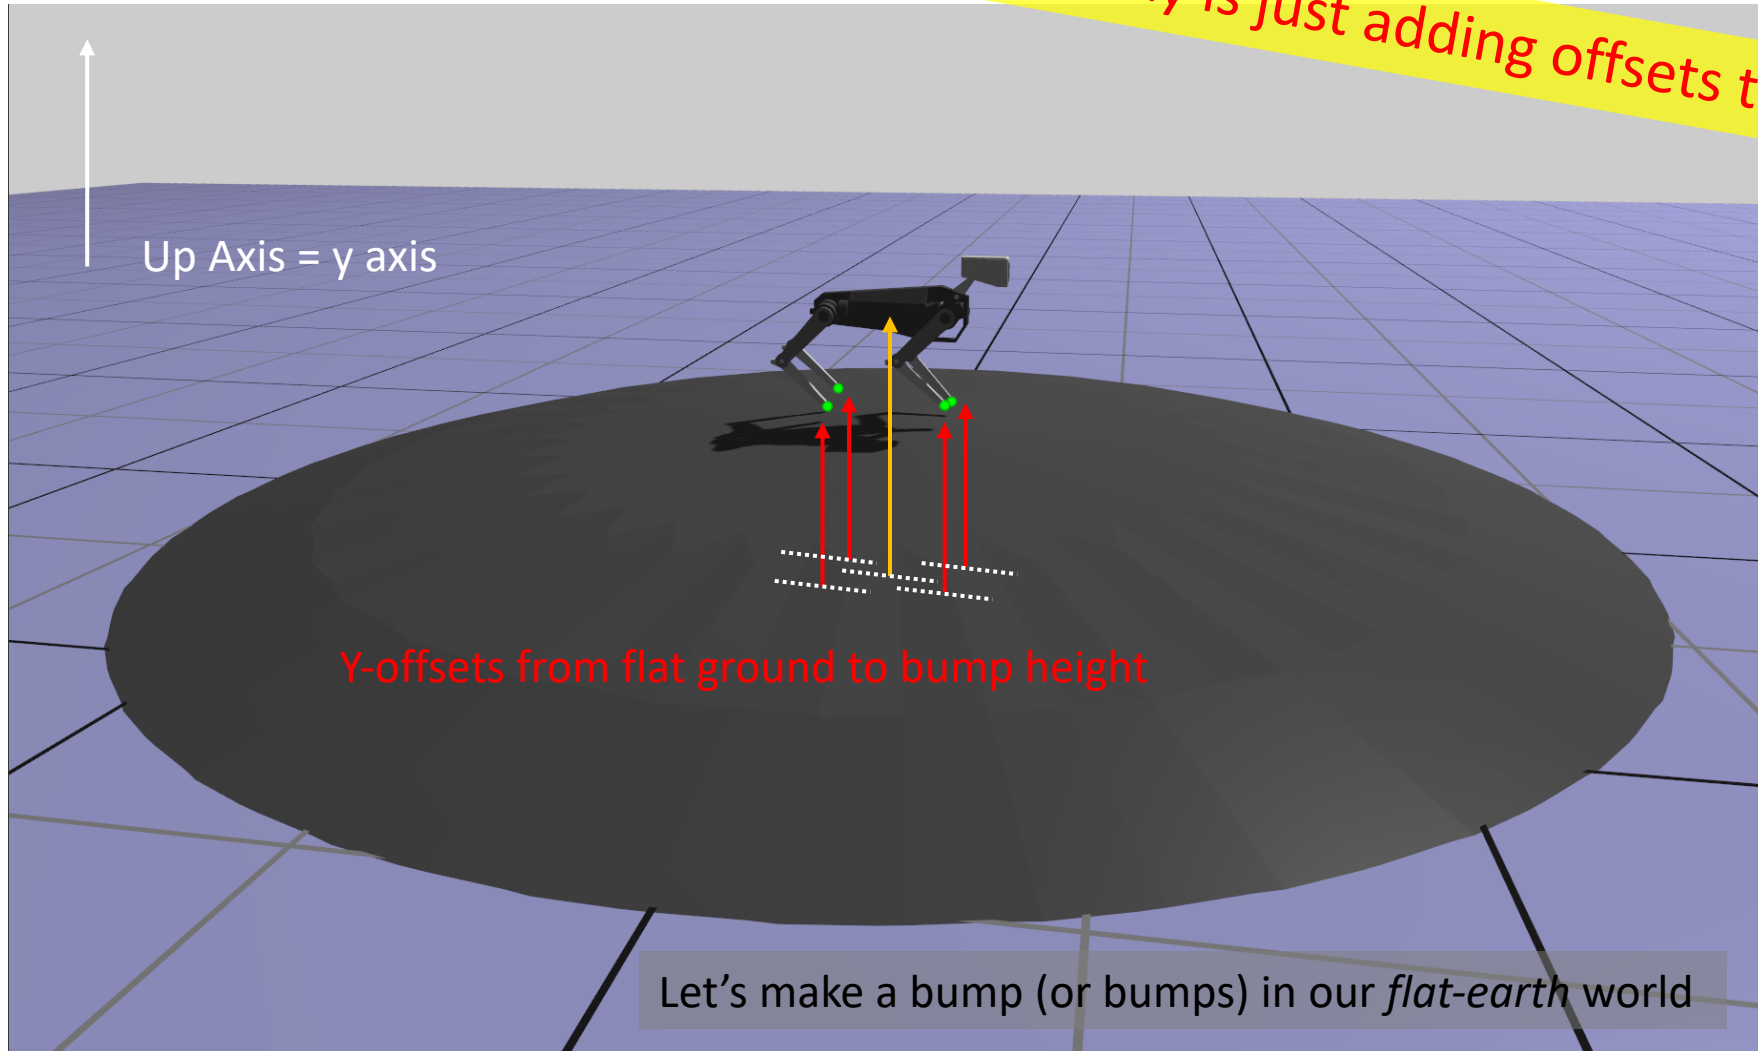 is just adding offsets
Up Axis = y axis
Y-offsets from flat ground to bump height
Let’s make a bump (or bumps) in our flat-earth world